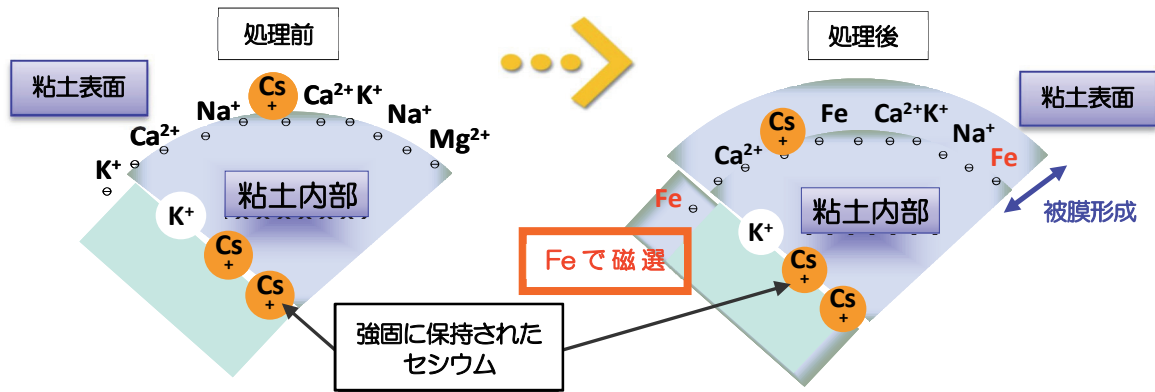 処理前
粘土表面
K⁺
Ca²⁺
Na⁺
Cs
+
Ca²⁺K⁺
Na⁺
Mg²⁺
粘土内部
K⁺
Cs
+
Cs
+
強固に保持された
セシウム
処理後
粘土表面
Fe
Ca²⁺
Cs
+
Fe
Ca²⁺K⁺
Na⁺
Fe
被膜形成
粘土内部
K⁺
Cs
+
Cs
+
Feで磁選